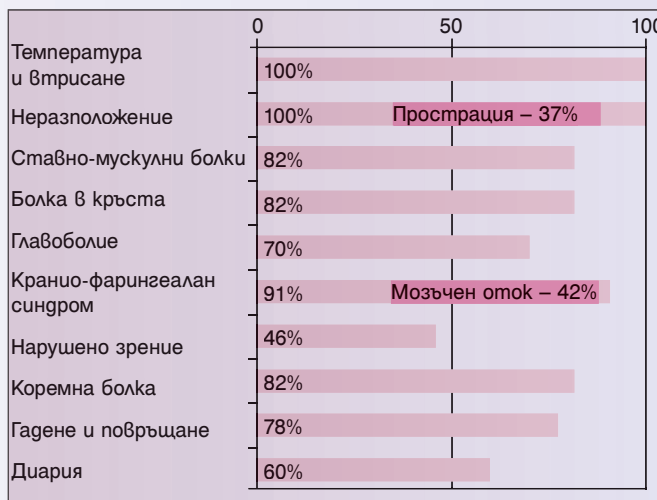 0 50 100
Температура
и втрисане
100%
Неразположение
100%
Прострация – 37%
Ставно-мускулни болки
82%
Болка в кръста
82%
Главоболие
70%
Кранио-фарингеалан
синдром
91%
Мозъчен оток – 42%
Нарушено зрение
46%
Коремна болка
82%
Гадене и повръщане
78%
Диария
60%